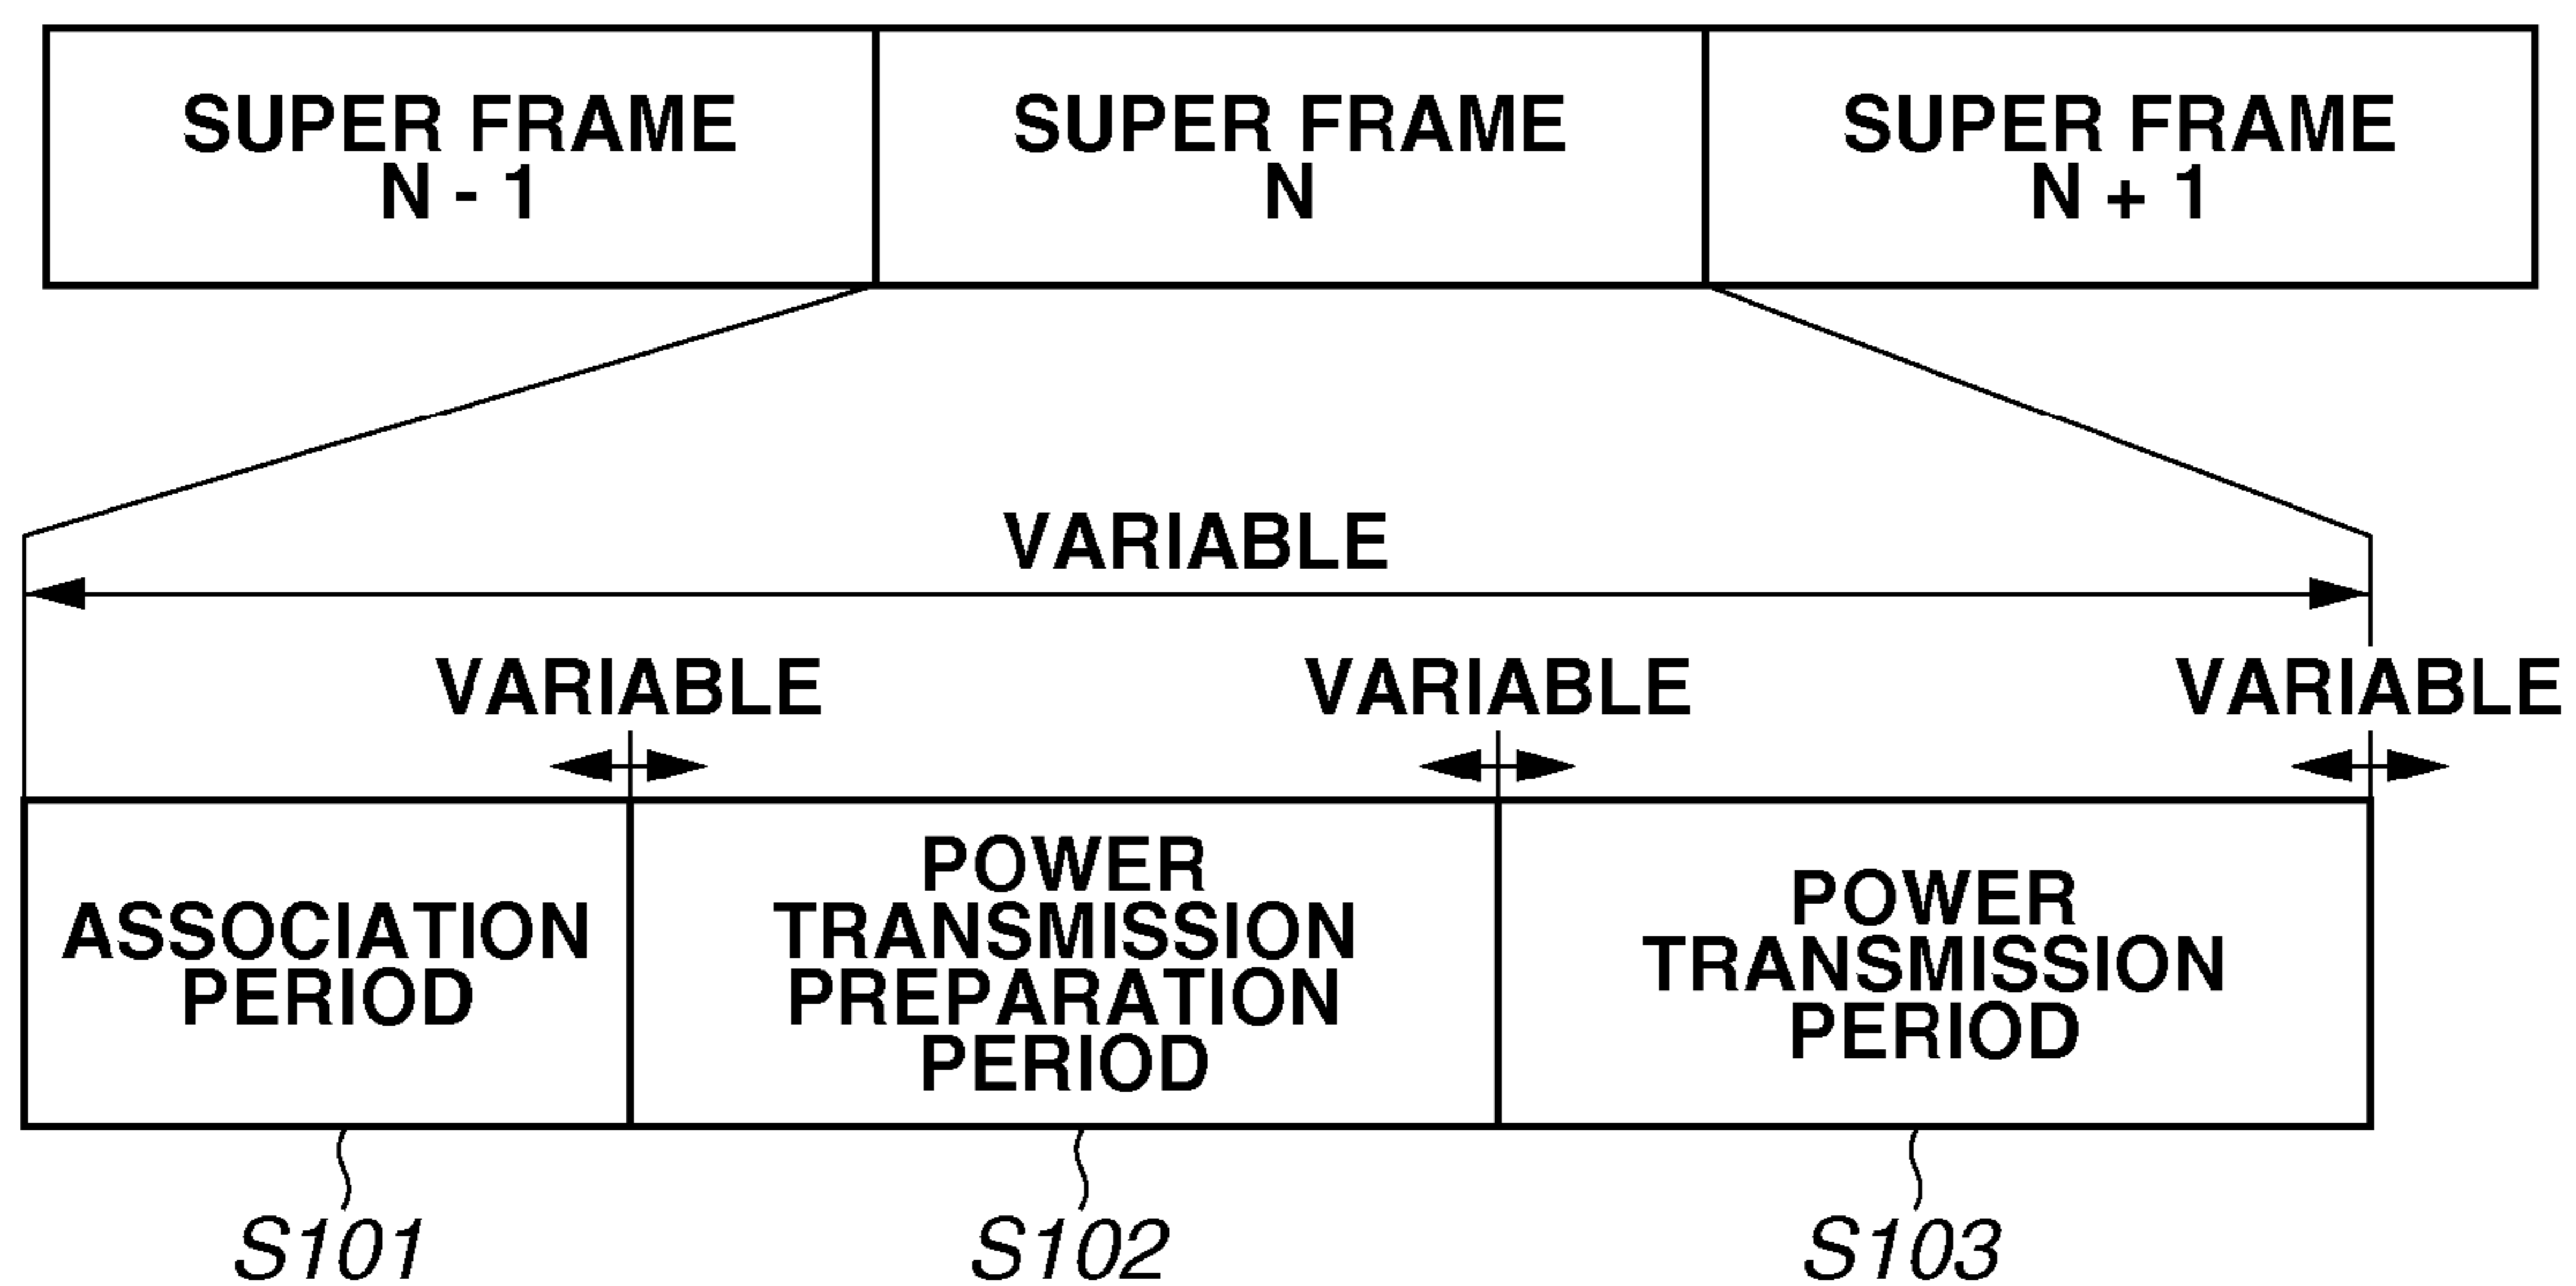 SUPER FRAME
N - 1
SUPER FRAME
N
SUPER FRAME
N + 1
VARIABLE
VARIABLE
VARIABLE
VARIABLE
ASSOCIATION
PERIOD
POWER
TRANSMISSION
PREPARATION
PERIOD
POWER
TRANSMISSION
PERIOD
S101
S102
S103